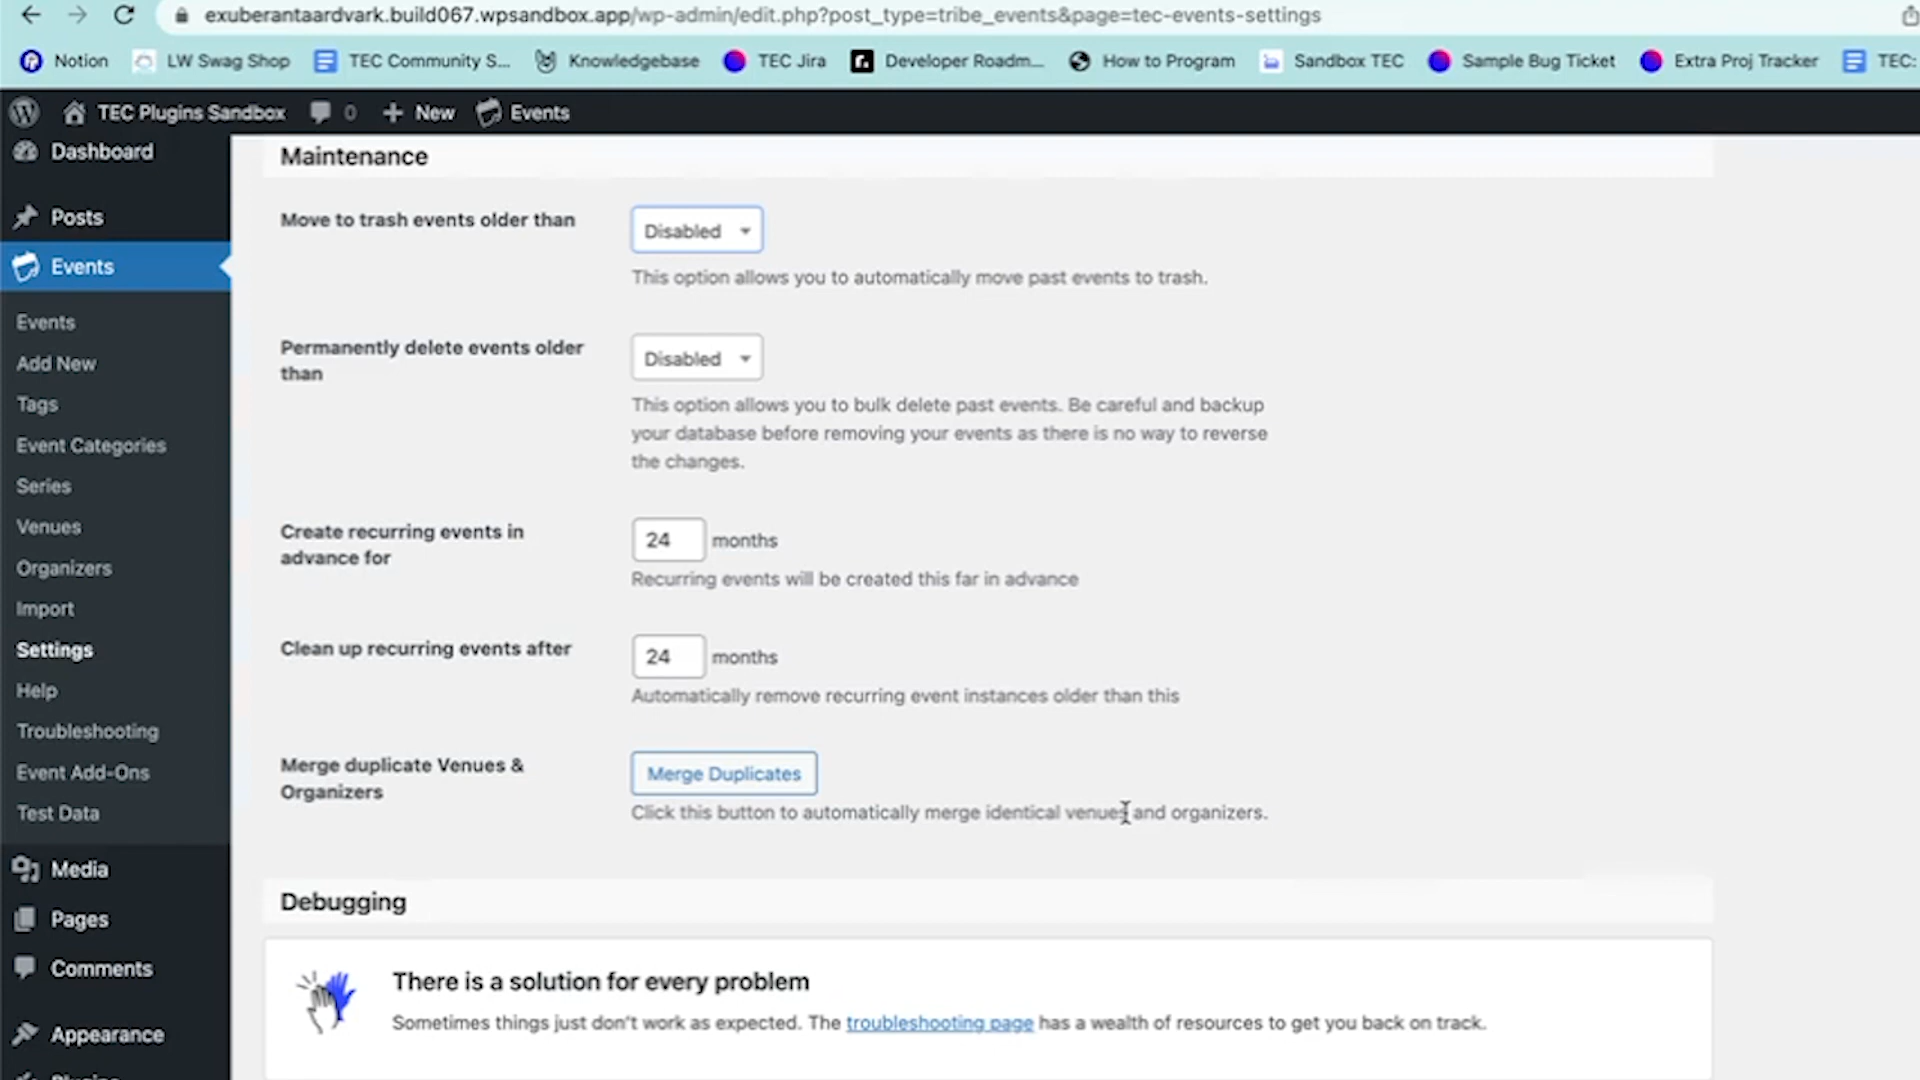 exuberantaardvark.build067.wpsandbox.app/wp-admin/edit.php?post_type=tribe_events&page=tec-events-settings
Notion LW Swag Shop TEC Community S... Knowledgebase TEC Jira Developer Roadm... How to Program Sandbox TEC Sample Bug Ticket Extra Proj Tracker TEC:
TEC Plugins Sandbox 0 New Events
Dashboard
Posts
Events
Events
Add New
Tags
Event Categories
Series
Venues
Organizers
Import
Settings
Help
Troubleshooting
Event Add-Ons
Test Data
Media
Pages
Comments
Appearance
Maintenance
Move to trash events older than
Disabled
This option allows you to automatically move past events to trash.
Permanently delete events older
than
Disabled
This option allows you to bulk delete past events. Be careful and backup
your database before removing your events as there is no way to reverse
the changes.
Create recurring events in
advance for
24 months
Recurring events will be created this far in advance
Clean up recurring events after
24 months
Automatically remove recurring event instances older than this
Merge duplicate Venues &
Organizers
Merge Duplicates
Click this button to automatically merge identical venues and organizers.
Debugging
There is a solution for every problem
Sometimes things just don't work as expected. The troubleshooting page has a wealth of resources to get you back on track.